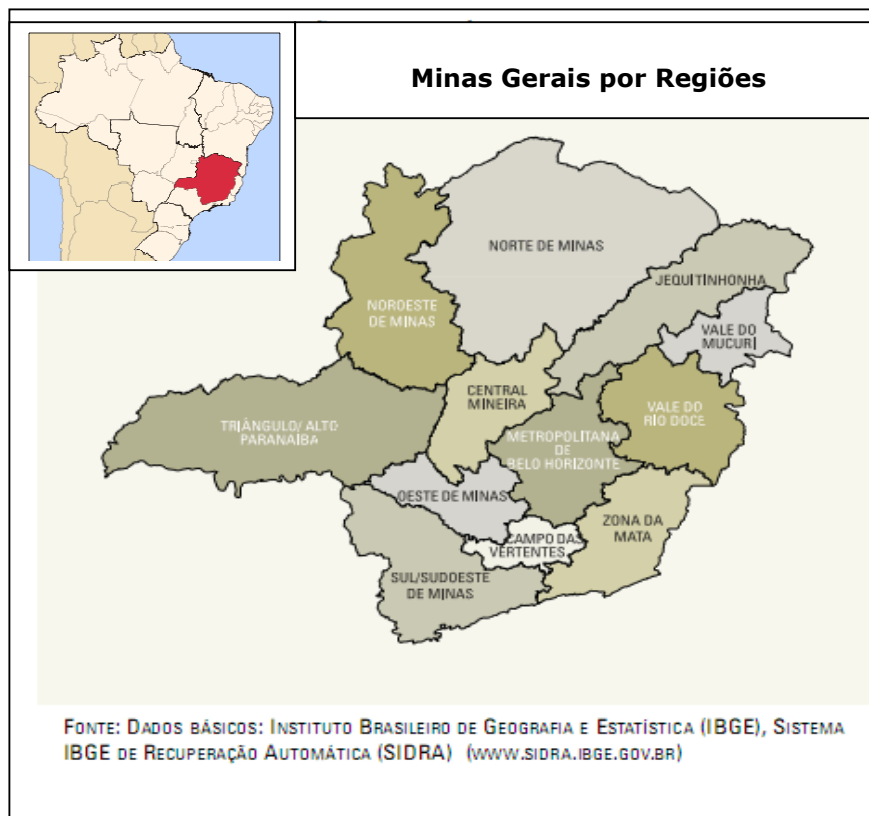 Minas Gerais por Regiões
NORTE DE MINAS
JEQUITINHONHA
NOROESTE
DE MINAS
VALE DO
MUCURÍ
CENTRAL
MINEIRA
VALE DO
RIO DOCE
TRIÂNGULO/ ALTO
PARANAÍBA
METROPOLITANA
DE
BELO HORIZONTE
OESTE DE MINAS
ZONA DA
MATA
CAMPO DAS
VERTENTES
SUL/SUDOESTE
DE MINAS
FONTE: DADOS BÁSICOS: INSTITUTO BRASILEIRO DE GEOGRAFIA E ESTATÍSTICA (IBGE), SISTEMA
IBGE DE RECUPERAÇÃO AUTOMÁTICA (SIDRA) (WWW.SIDRA.IBGE.GOV.BR)